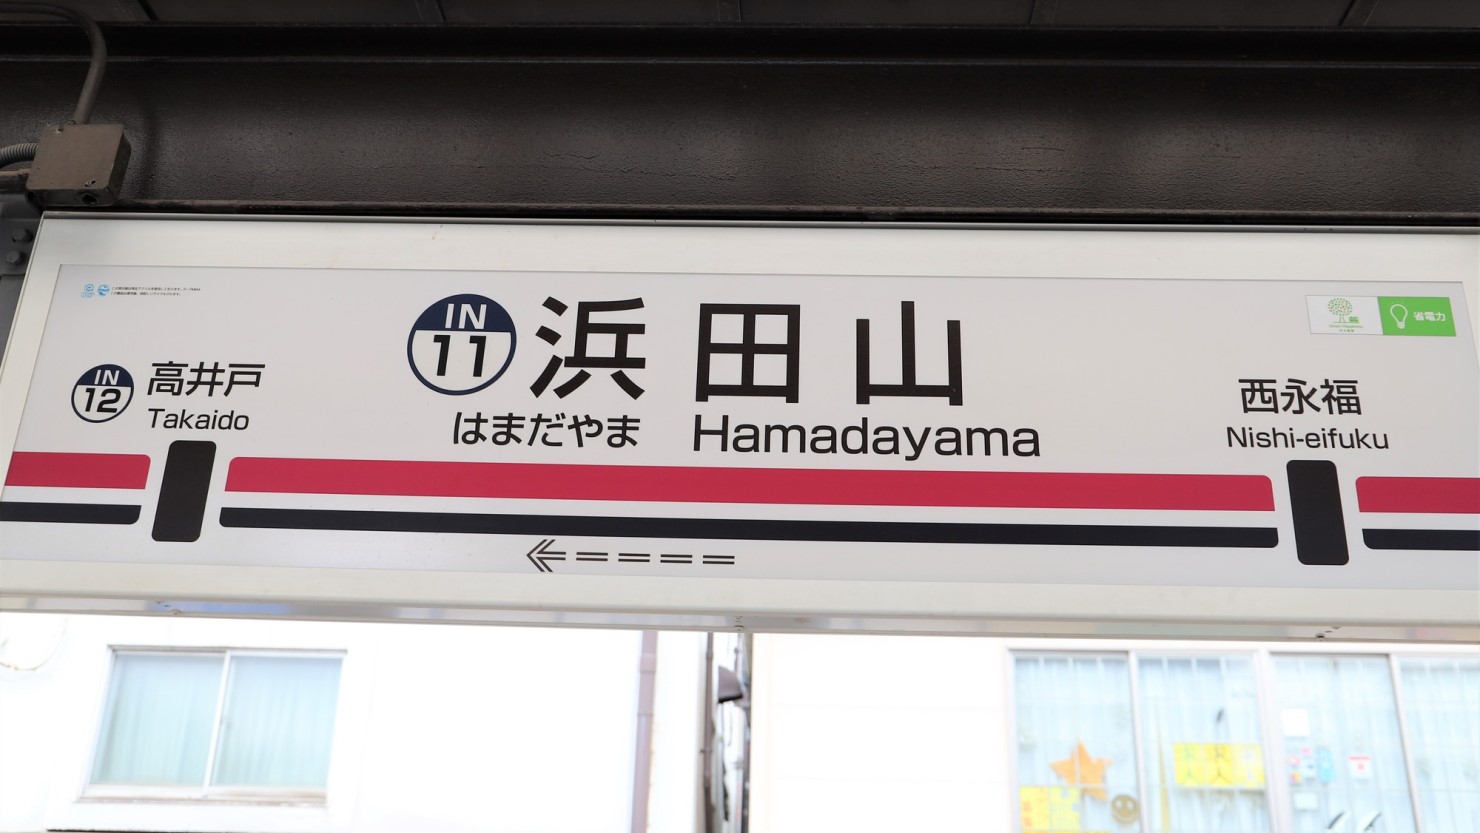 IN
12
高井戸
Takaido
IN
11
浜田山
はまだやま Hamadayama
西永福
Nishi-eifuku
省電力